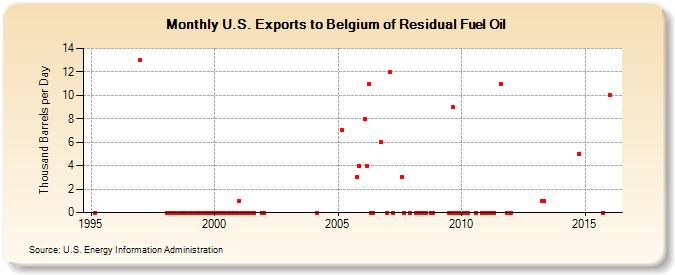 Monthly U.S. Exports to Belgium of Residual Fuel Oil
Thousand Barrels per Day
14
12
10
8
6
4
2
0
1995 2000 2005 2010 2015
Source: U.S. Energy Information Administration